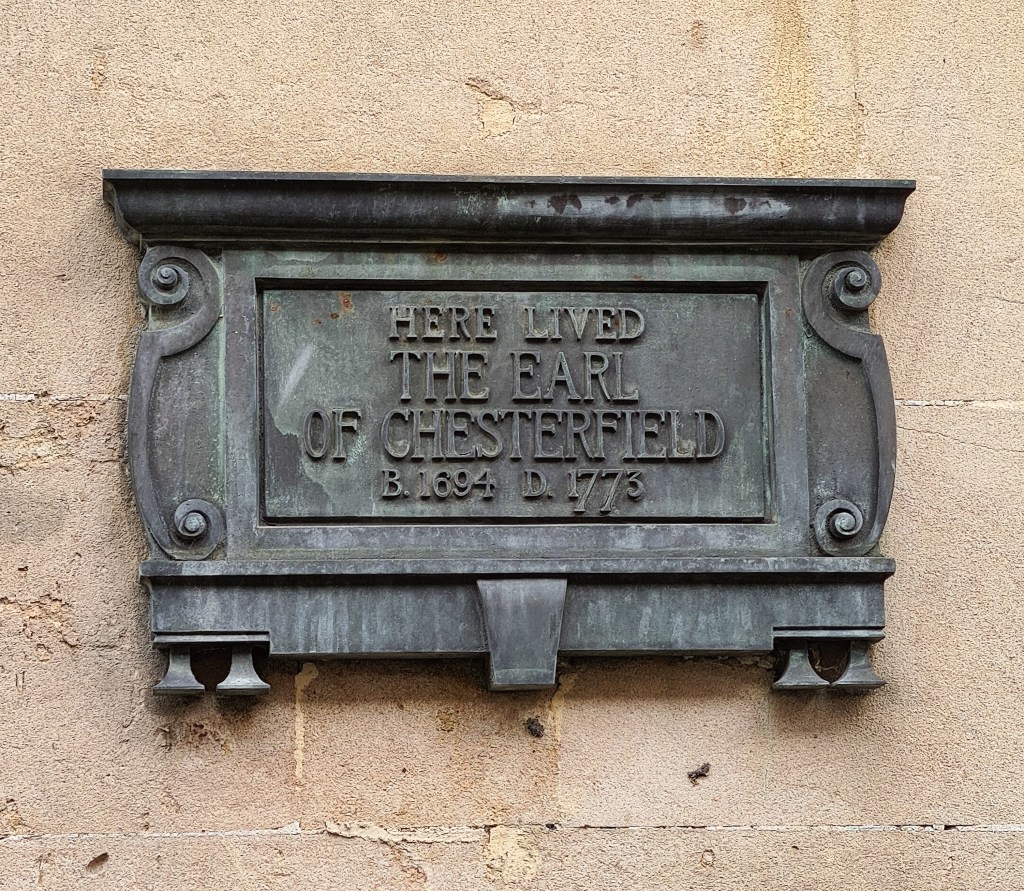 HERE LIVED
THE EARL
OF CHESTERFIELD
B. 1694 D. 1773